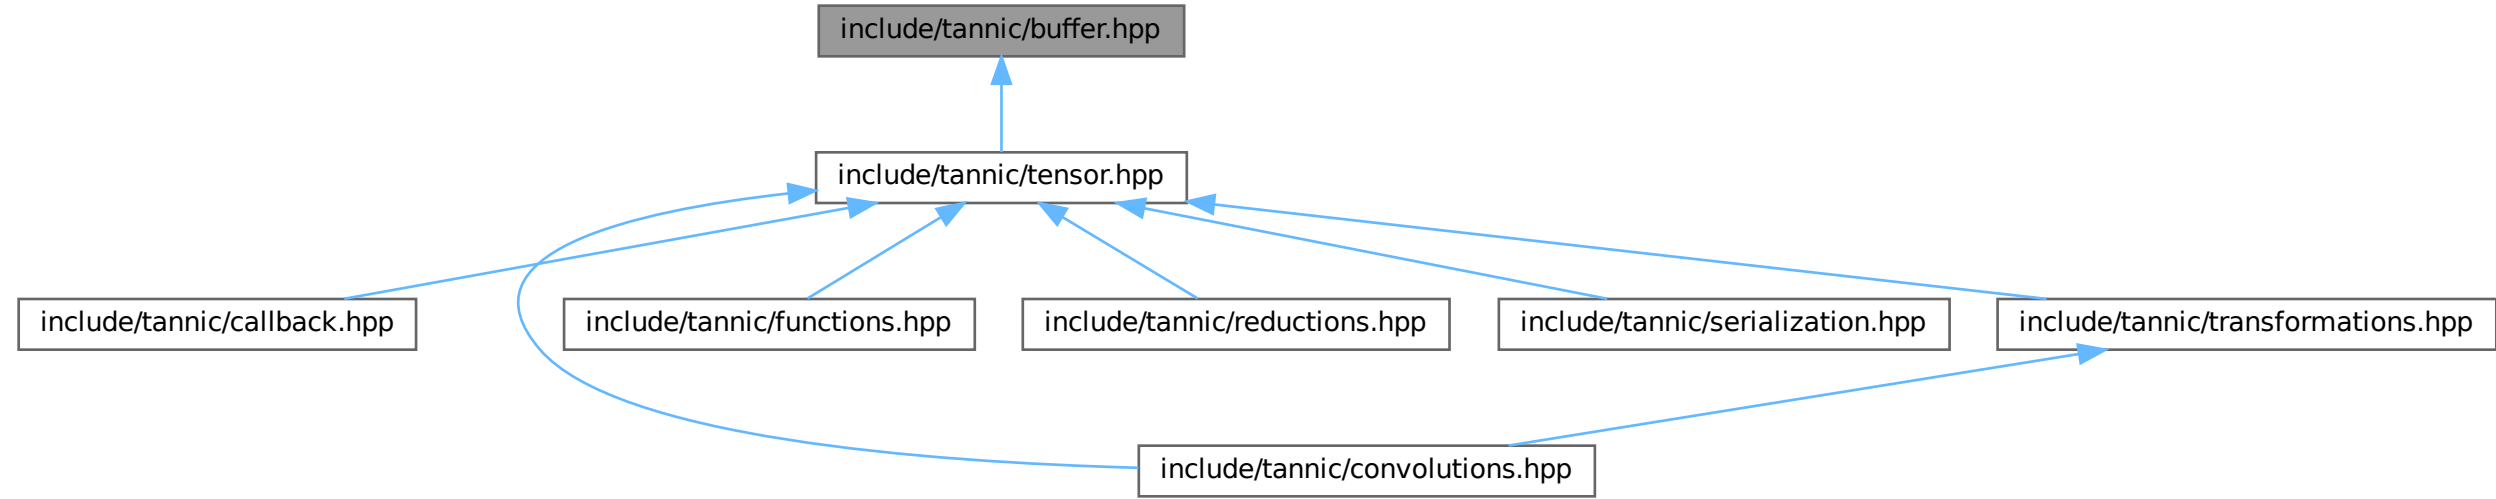 include/tannic/buffer.hpp
include/tannic/tensor.hpp
include/tannic/callback.hpp
include/tannic/functions.hpp
include/tannic/reductions.hpp
include/tannic/serialization.hpp
include/tannic/transformations.hpp
include/tannic/convolutions.hpp